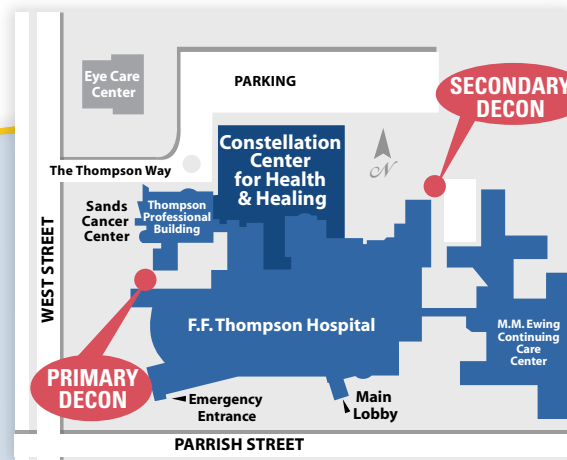 Eye Care
Center
PARKING
SECONDARY
DECON
Constellation
Center
for Health
& Healing
N
The Thompson Way
Sands
Cancer
Center
Thompson
Professional
Building
WEST STREET
F.F. Thompson Hospital
M.M. Ewing
Continuing
Care
Center
PRIMARY
DECON
Emergency
Entrance
Main
Lobby
PARRISH STREET